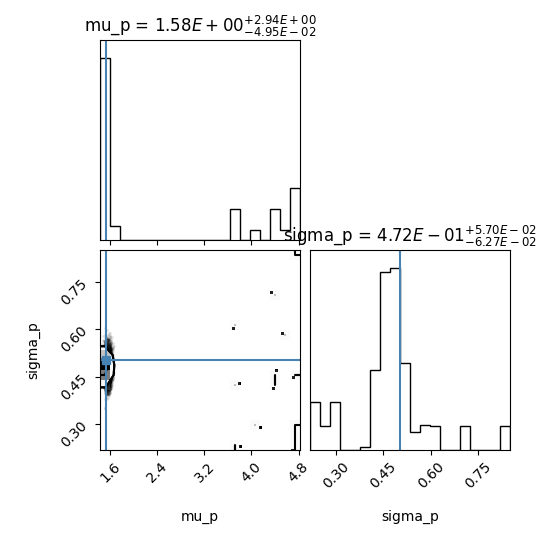 mu_p = 1.58E + 00 +2.94E + 00 −4.95E − 02
sigma_p = 4.72E − 01 +5.70E − 02 −6.27E − 02
sigma_p
0.75
0.60
0.45
0.30
1.6 2.4 3.2 4.0 4.8
0.30 0.45 0.60 0.75
mu_p
sigma_p